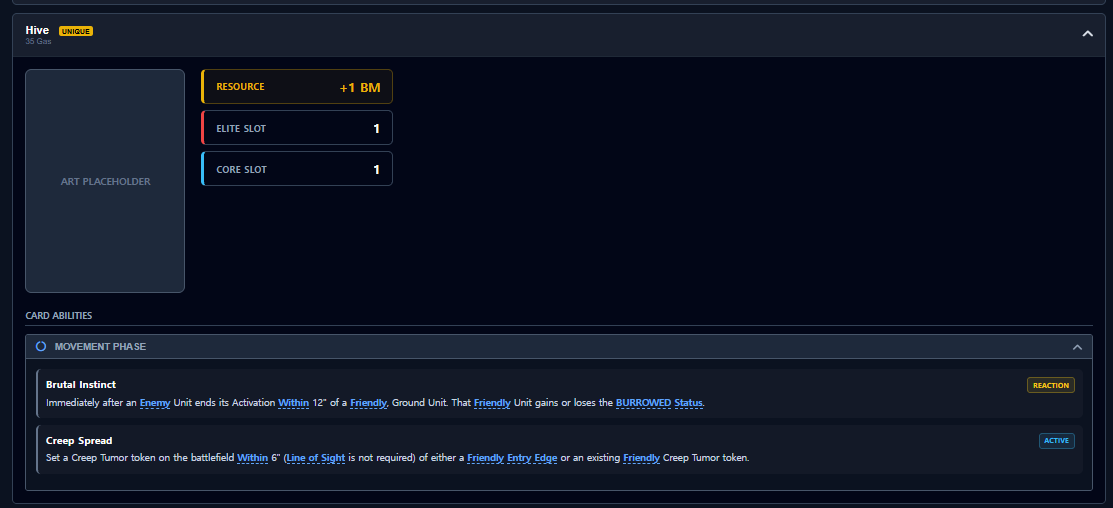 Hive UNIQUE
35 Gas
ART PLACEHOLDER
RESOURCE +1 BM
ELITE SLOT 1
CORE SLOT 1
CARD ABILITIES
MOVEMENT PHASE
Brutal Instinct REACTION
Immediately after an Enemy Unit ends its Activation Within 12" of a Friendly, Ground Unit. That Friendly Unit gains or loses the BURROWED Status.
Creep Spread ACTIVE
Set a Creep Tumor token on the battlefield Within 6" (Line of Sight is not required) of either a Friendly Entry Edge or an existing Friendly Creep Tumor token.